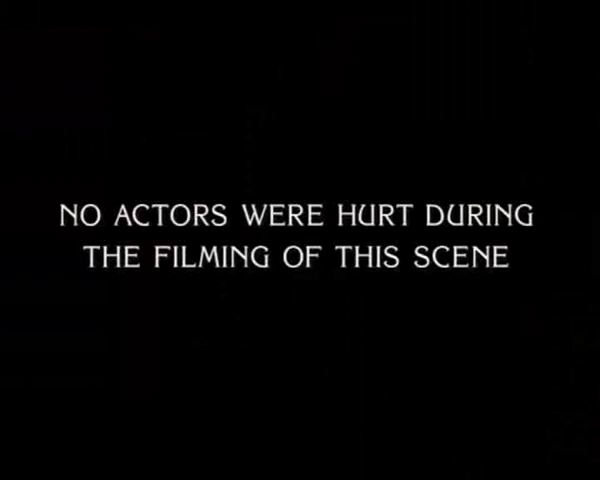 NO ACTORS WERE HURT DURING
THE FILMING OF THIS SCENE